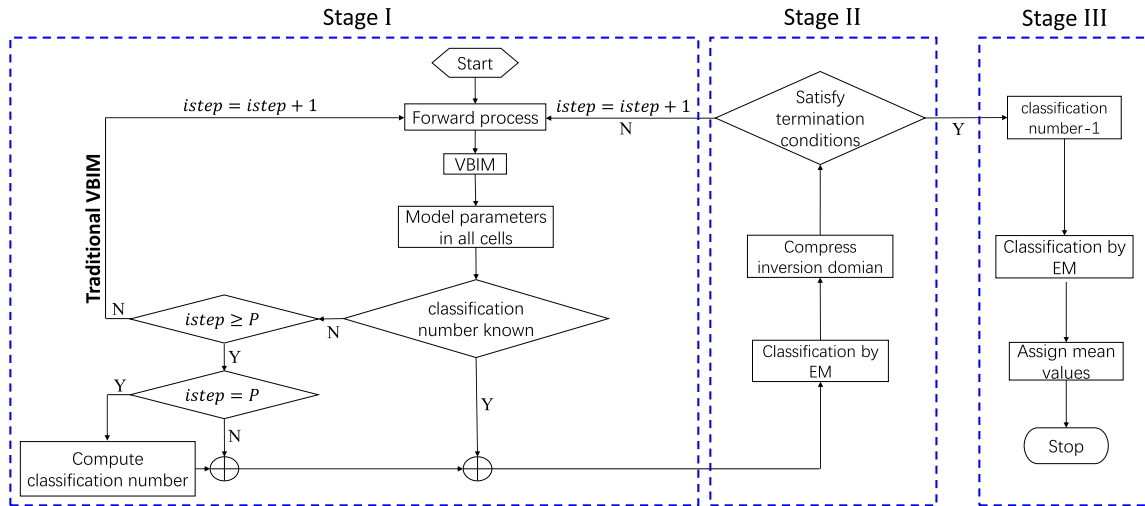 Stage I
Stage II
Stage III
Start
istep = istep + 1
Forward process
istep = istep + 1
N
VBIM
Model parameters
in all cells
Traditional VBIM
classification
number known
N
Y
istep ≥ P
N
Y
istep = P
Y
N
Compute
classification number
Satisfy
termination
conditions
Y
Compress
inversion domian
Classification by
EM
classification
number-1
Classification by
EM
Assign mean
values
Stop